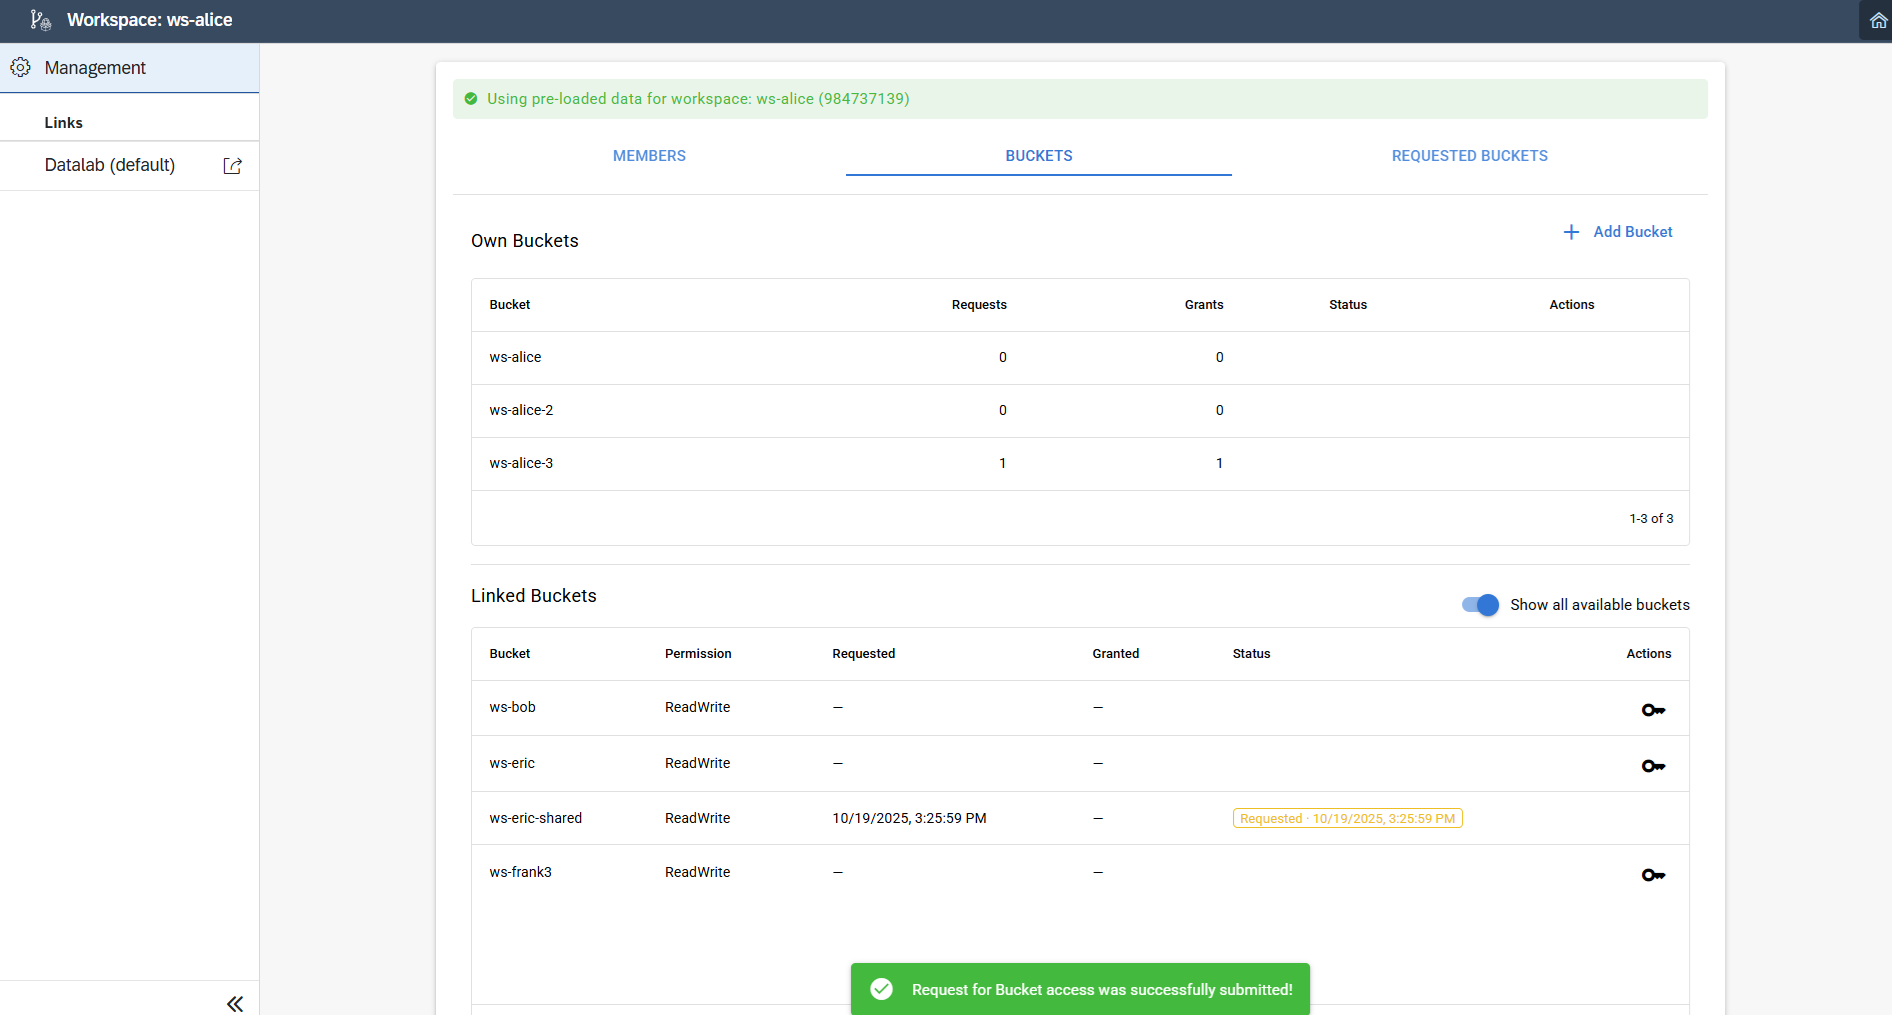 Workspace: ws-alice
Management
Links
Datalab (default)
Using pre-loaded data for workspace: ws-alice (984737139)
MEMBERS BUCKETS REQUESTED BUCKETS
Own Buckets
Add Bucket
Bucket Requests Grants Status Actions
ws-alice 0 0
ws-alice-2 0 0
ws-alice-3 1 1
1-3 of 3
Linked Buckets
Show all available buckets
Bucket Permission Requested Granted Status Actions
ws-bob ReadWrite — —
ws-eric ReadWrite — —
ws-eric-shared ReadWrite 10/19/2025, 3:25:59 PM — Requested · 10/19/2025, 3:25:59 PM
ws-frank3 ReadWrite — —
Request for Bucket access was successfully submitted!